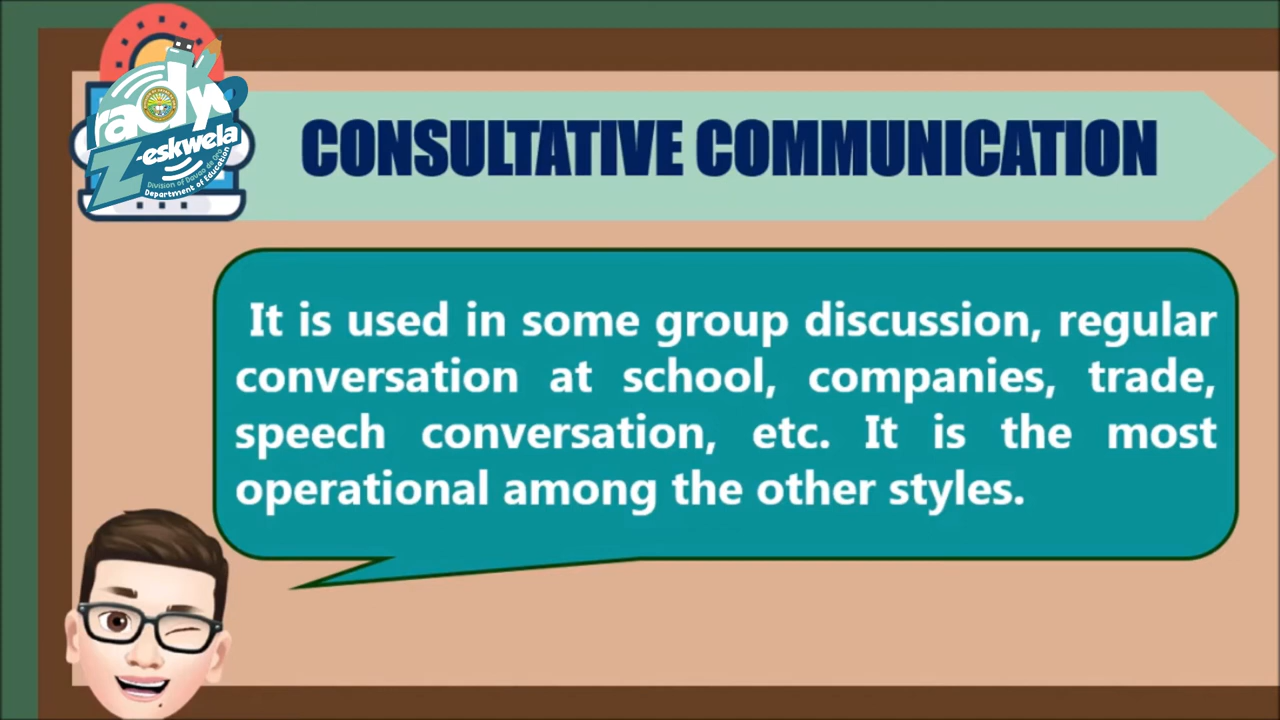 radyo
Z-eskwela
Division of Davao de Oro
Department of Education
CONSULTATIVE COMMUNICATION
It is used in some group discussion, regular
conversation at school, companies, trade,
speech conversation, etc. It is the most
operational among the other styles.